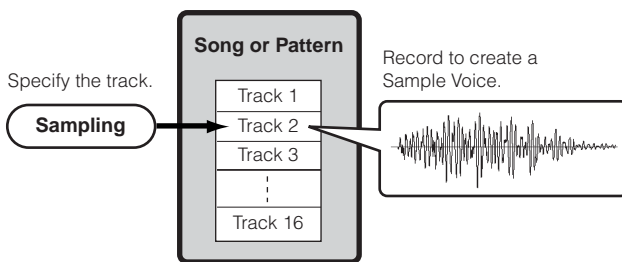 Song or Pattern
Specify the track.
Sampling
Track 1
Track 2
Track 3
Track 16
Record to create a
Sample Voice.